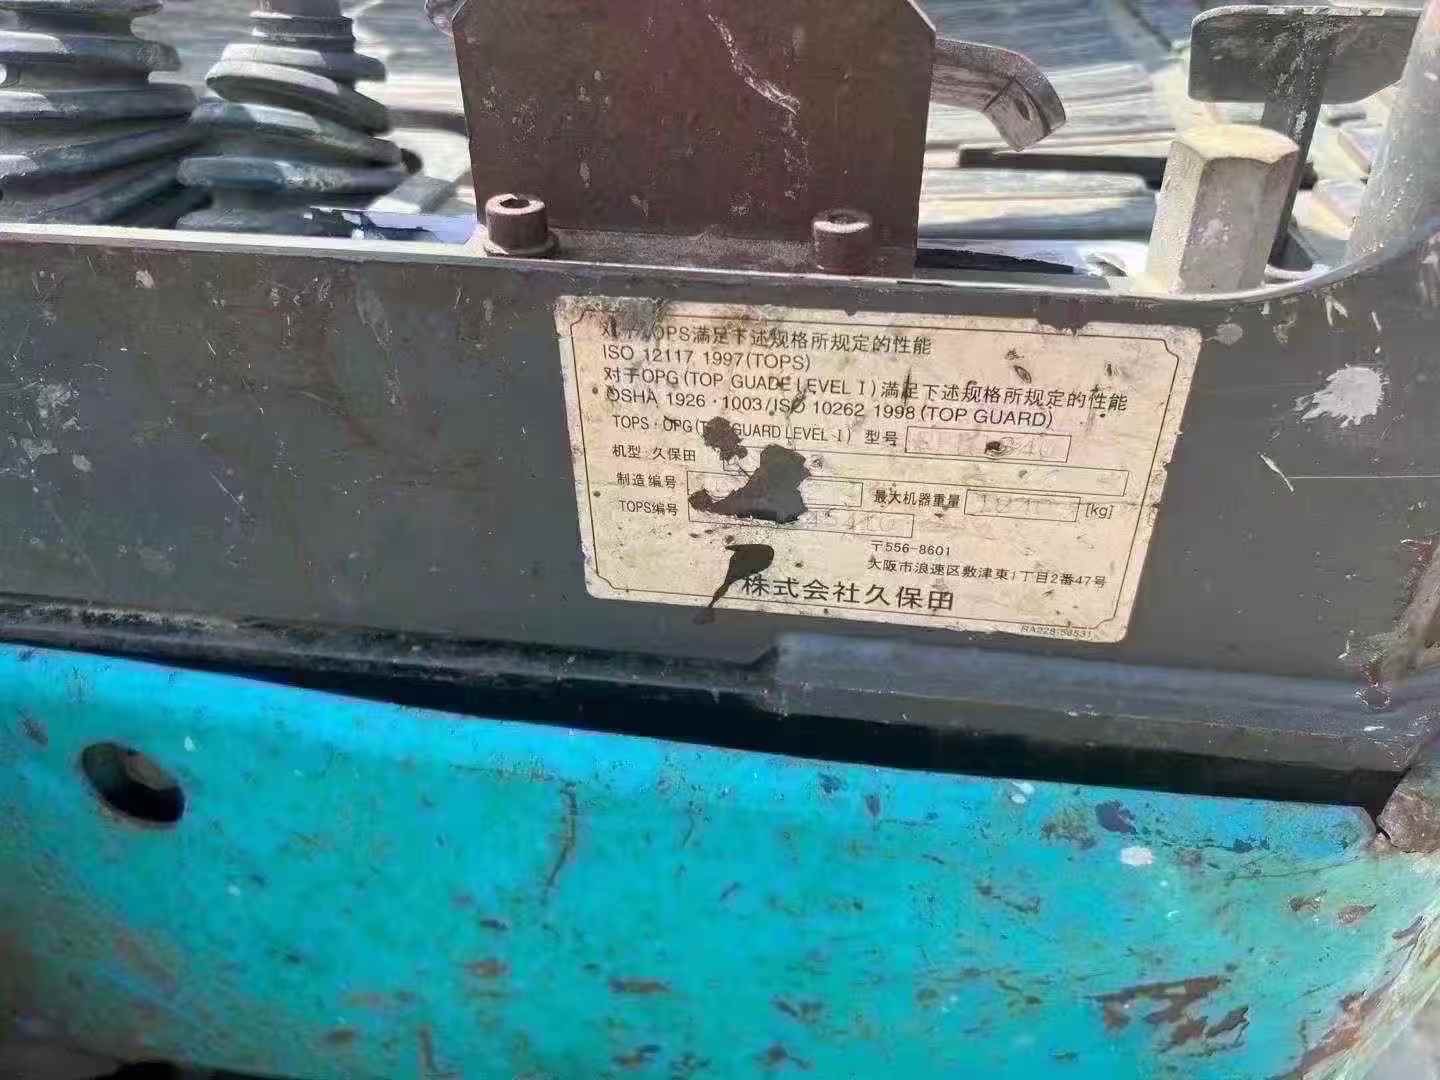 对于TOPS满足下述规格所规定的性能
ISO 12117 1997(TOPS)
对于OPG(TOP GUADE LEVEL I)满足下述规格所规定的性能
OSHA 1926・1003/ISO 10262 1998(TOP GUARD)
TOPS・OPG( GUARD LEVEL I) 型号
机型 久保田
制造编号 最大机器重量 [kg]
TOPS编号
〒556-8601
大阪市浪速区敷津東1丁目2番47号
株式会社久保田